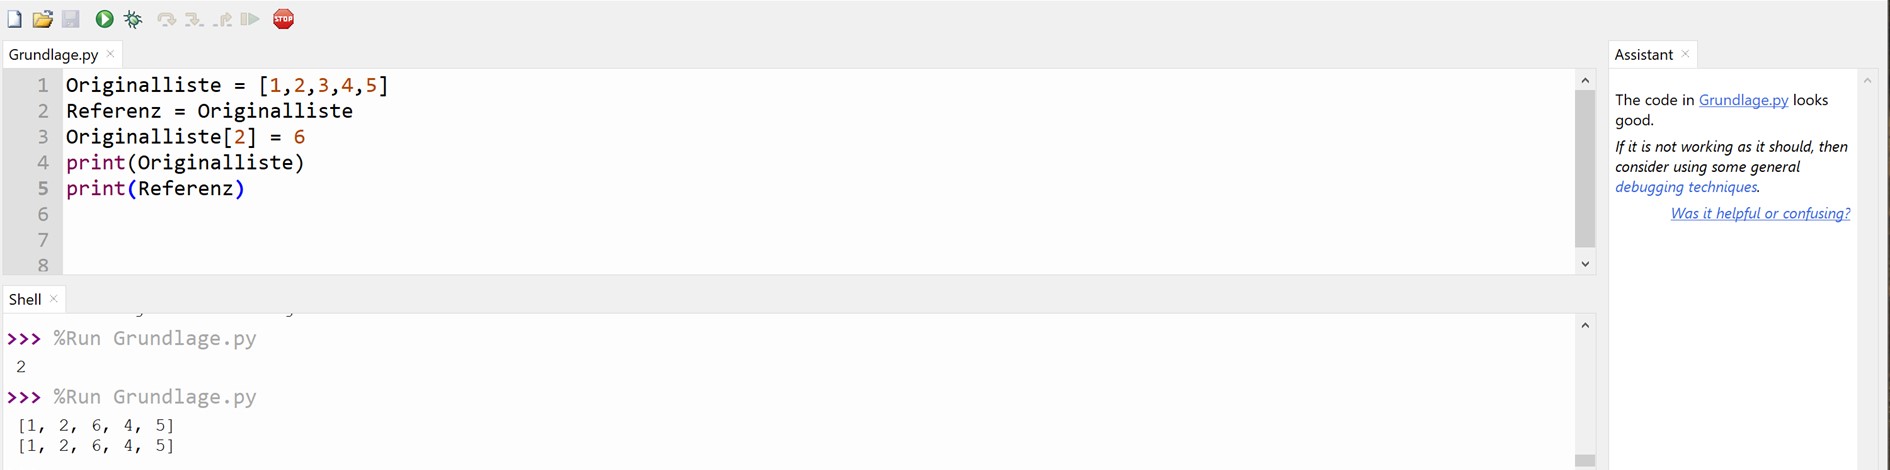 STOP
Grundlage.py ×
1 Originalliste = [1,2,3,4,5]
2 Referenz = Originalliste
3 Originalliste[2] = 6
4 print(Originalliste)
5 print(Referenz)
6
7
8
Assistant ×
The code in Grundlage.py looks
good.
If it is not working as it should, then
consider using some general
debugging techniques.
Was it helpful or confusing?
Shell ×
>>> %Run Grundlage.py
2
>>> %Run Grundlage.py
[1, 2, 6, 4, 5]
[1, 2, 6, 4, 5]